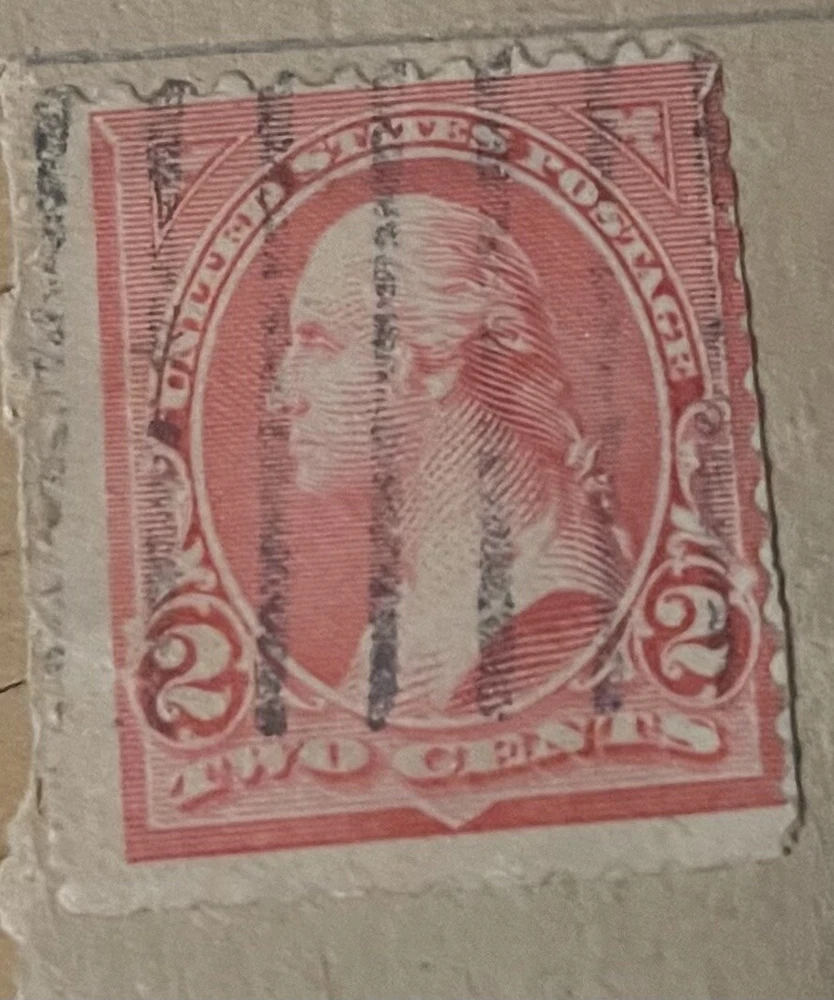 UNITED STATES POSTAGE
2 2
TWO CENTS